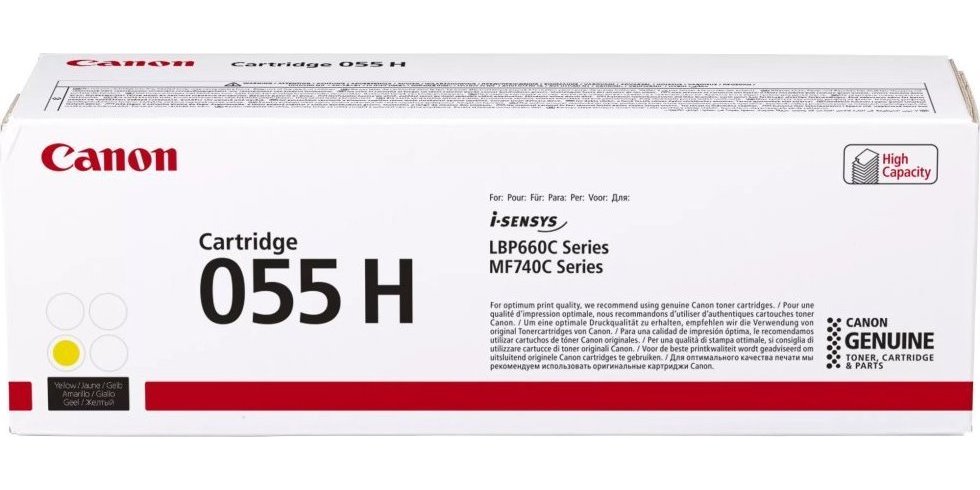 Canon Cartridge 055 H
Canon
High
Capacity
For: Pour: Für: Para: Per: Voor: Для:
i-SENSYS
LBP660C Series
MF740C Series
Cartridge
055 H
For optimum print quality, we recommend using genuine Canon toner cartridges. / Pour une
qualité d'impression optimale, nous recommandons d'utiliser d'authentiques cartouches toner
Canon. / Um eine optimale Druckqualität zu erhalten, empfehlen wir die Verwendung von
original Tonercartridges von Canon. / Para una calidad de impresión óptima, le recomendamos
utilizar cartuchos de tóner Canon originales. / Per una qualità di stampa ottimale, si consiglia di
utilizzare cartucce di toner originali Canon. / Voor de beste printkwaliteit wordt geadviseerd om
uitsluitend originele Canon cartridges te gebruiken. / Для оптимального качества печати мы
рекомендуем использовать оригинальные картриджи Canon.
CANON
GENUINE
TONER, CARTRIDGE
& PARTS
Yellow / Jaune / Gelb
Amarillo / Giallo
Geel / Желтый